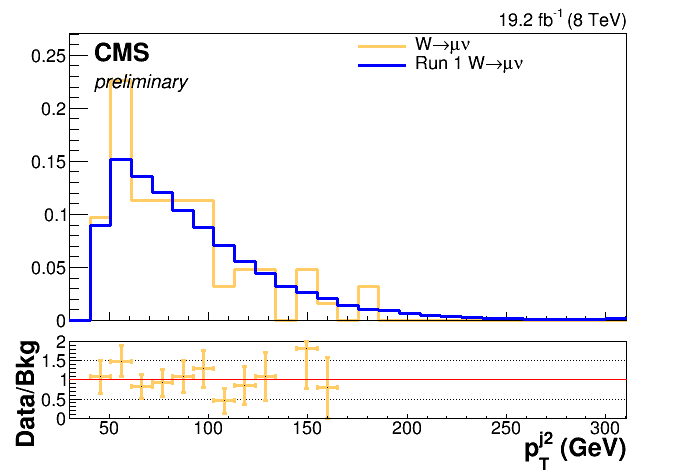 19.2 fb⁻¹ (8 TeV)
CMS
preliminary
W→μν
Run 1 W→μν
0.25
0.2
0.15
0.1
0.05
0
Data/Bkg
2
1.5
1
0.5
0
50 100 150 200 250 300
p_T^{j2} (GeV)